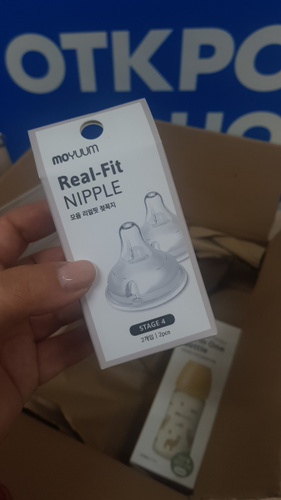 ОТКРО
НО
moyuum
Real-Fit
NIPPLE
모윰 리얼핏 젖꼭지
STAGE 4
2개입 | 2pcs